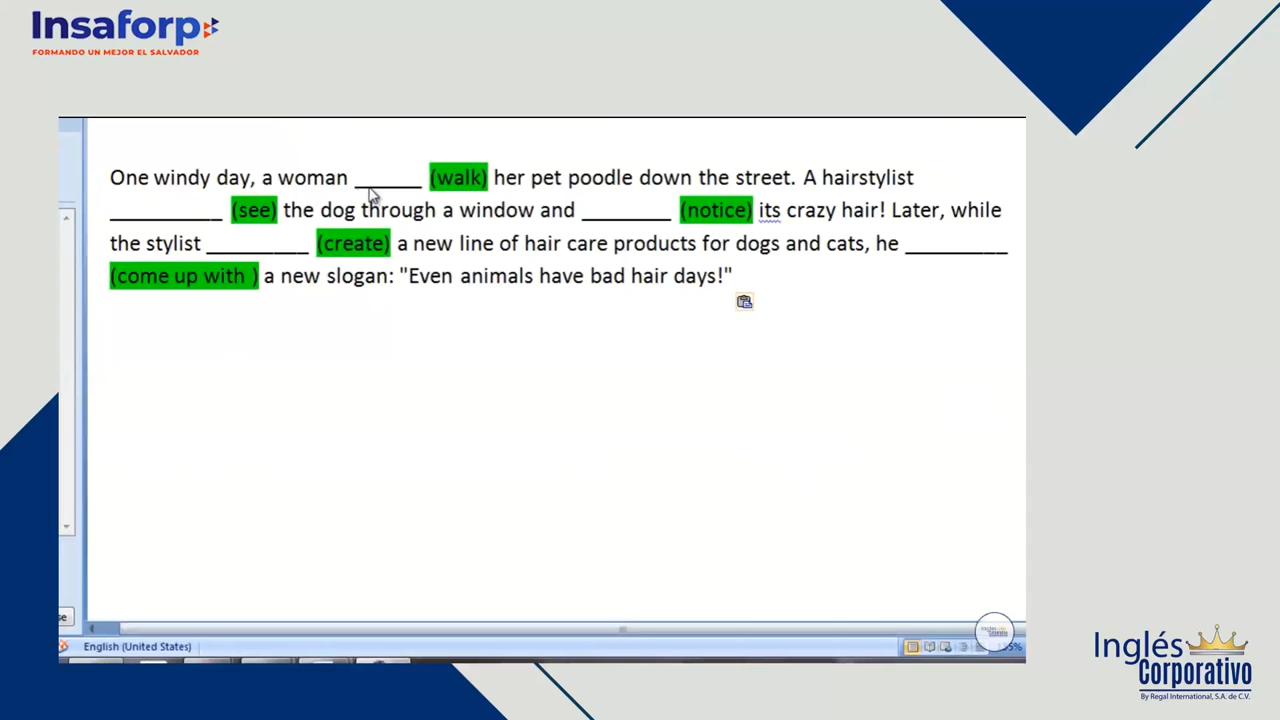 Insaforp
FORMANDO UN MEJOR EL SALVADOR
One windy day, a woman ______ (walk) her pet poodle down the street. A hairstylist
__________ (see) the dog through a window and ________ (notice) its crazy hair! Later, while
the stylist _________ (create) a new line of hair care products for dogs and cats, he _________
(come up with ) a new slogan: "Even animals have bad hair days!"
English (United States)
Inglés
Corporativo
By Regal International, S.A. de C.V.